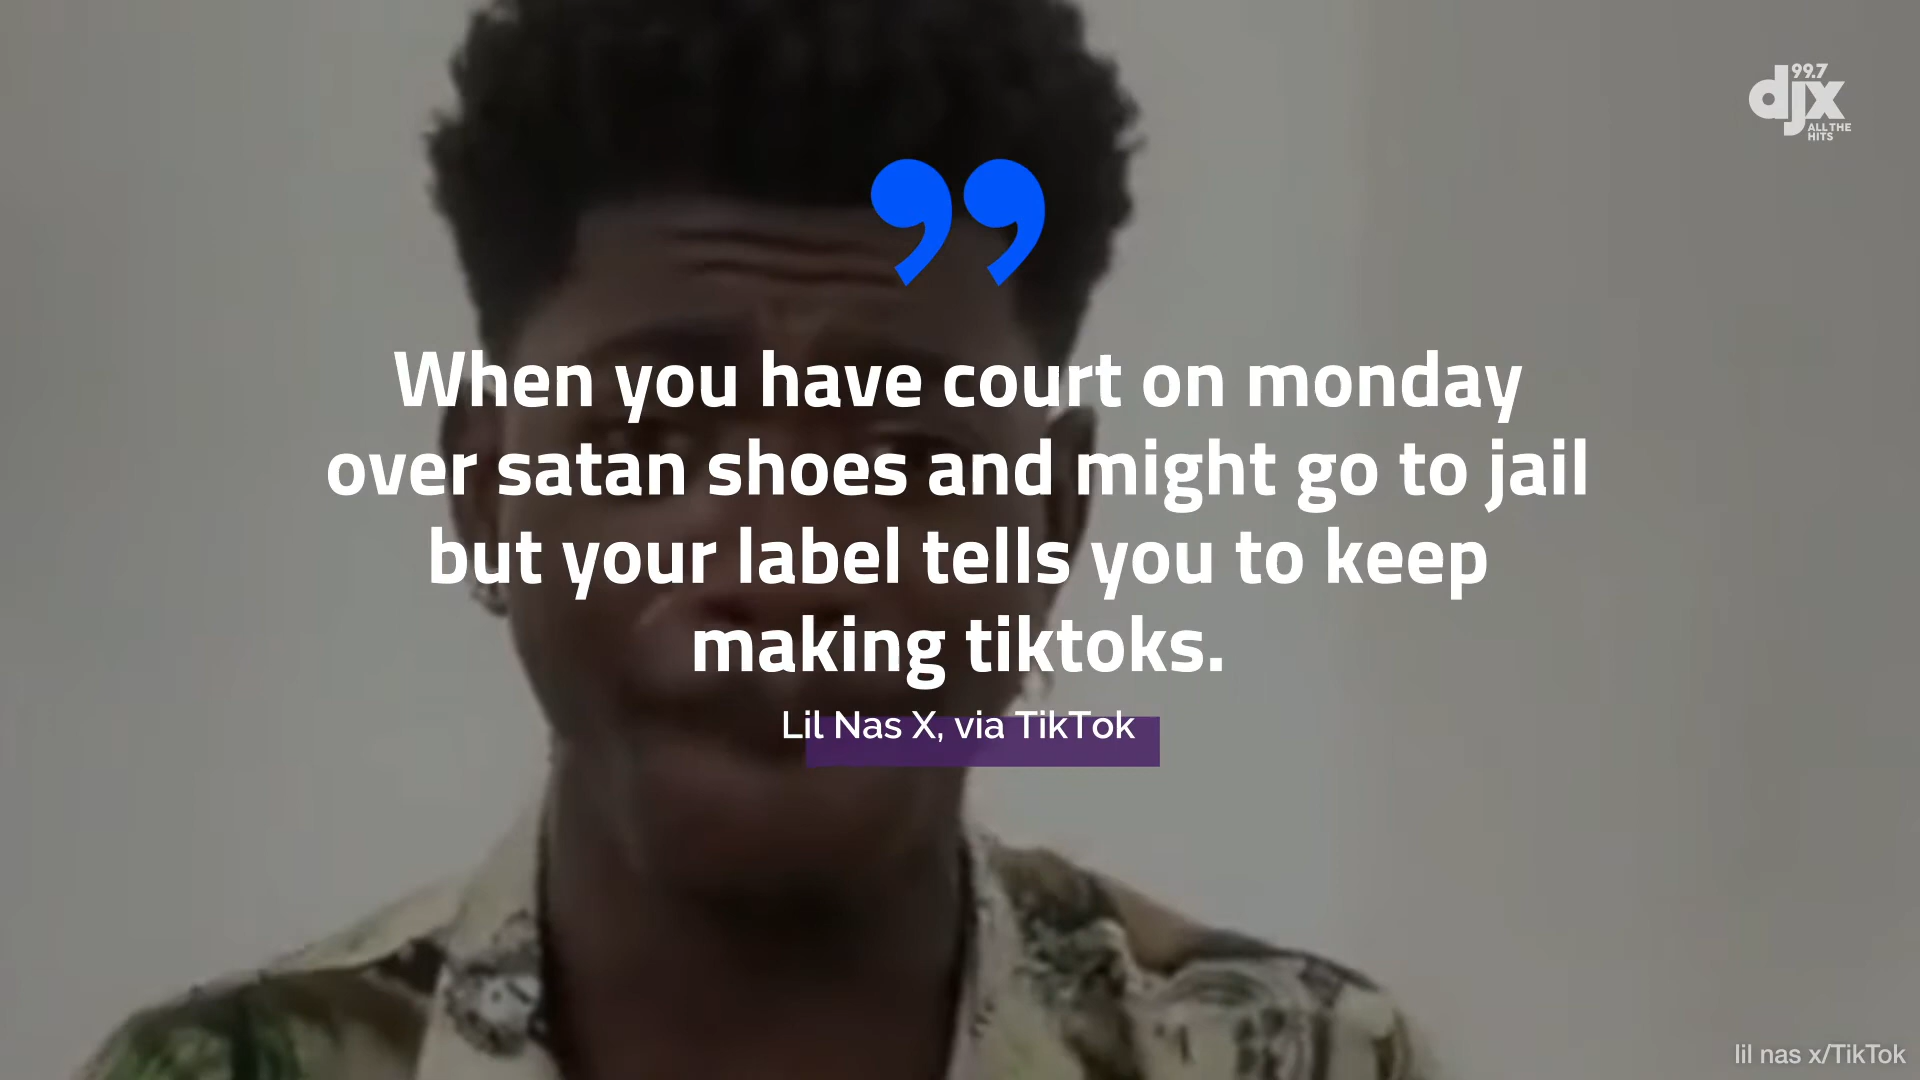 99.7
djx
ALL THE
HITS
”
When you have court on monday
over satan shoes and might go to jail
but your label tells you to keep
making tiktoks.
Lil Nas X, via TikTok
lil nas x/TikTok